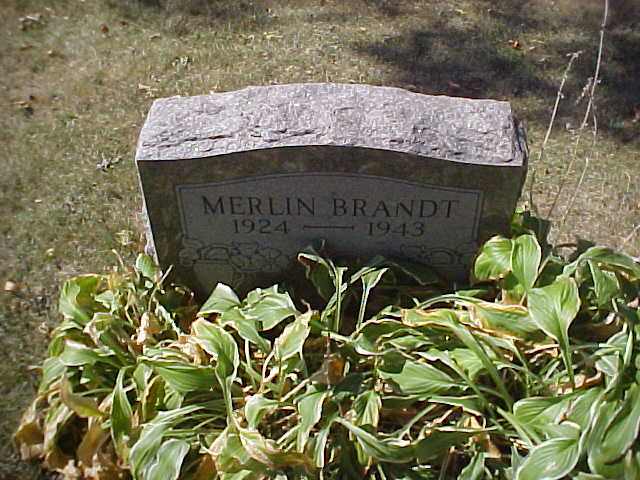 MERLIN BRANDT
1924 — 1943